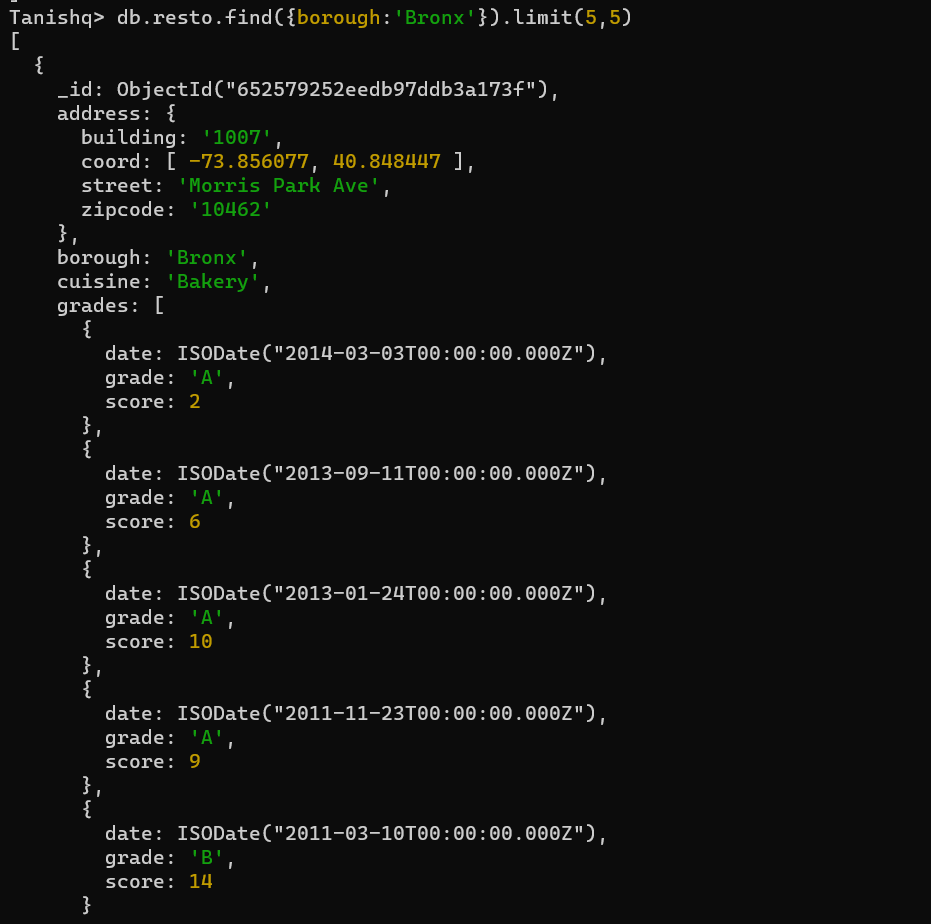 Tanishq> db.resto.find({borough:'Bronx'}).limit(5,5)
[
  {
    _id: ObjectId("652579252eedb97ddb3a173f"),
    address: {
      building: '1007',
      coord: [ -73.856077, 40.848447 ],
      street: 'Morris Park Ave',
      zipcode: '10462'
    },
    borough: 'Bronx',
    cuisine: 'Bakery',
    grades: [
      {
        date: ISODate("2014-03-03T00:00:00.000Z"),
        grade: 'A',
        score: 2
      },
      {
        date: ISODate("2013-09-11T00:00:00.000Z"),
        grade: 'A',
        score: 6
      },
      {
        date: ISODate("2013-01-24T00:00:00.000Z"),
        grade: 'A',
        score: 10
      },
      {
        date: ISODate("2011-11-23T00:00:00.000Z"),
        grade: 'A',
        score: 9
      },
      {
        date: ISODate("2011-03-10T00:00:00.000Z"),
        grade: 'B',
        score: 14
      }